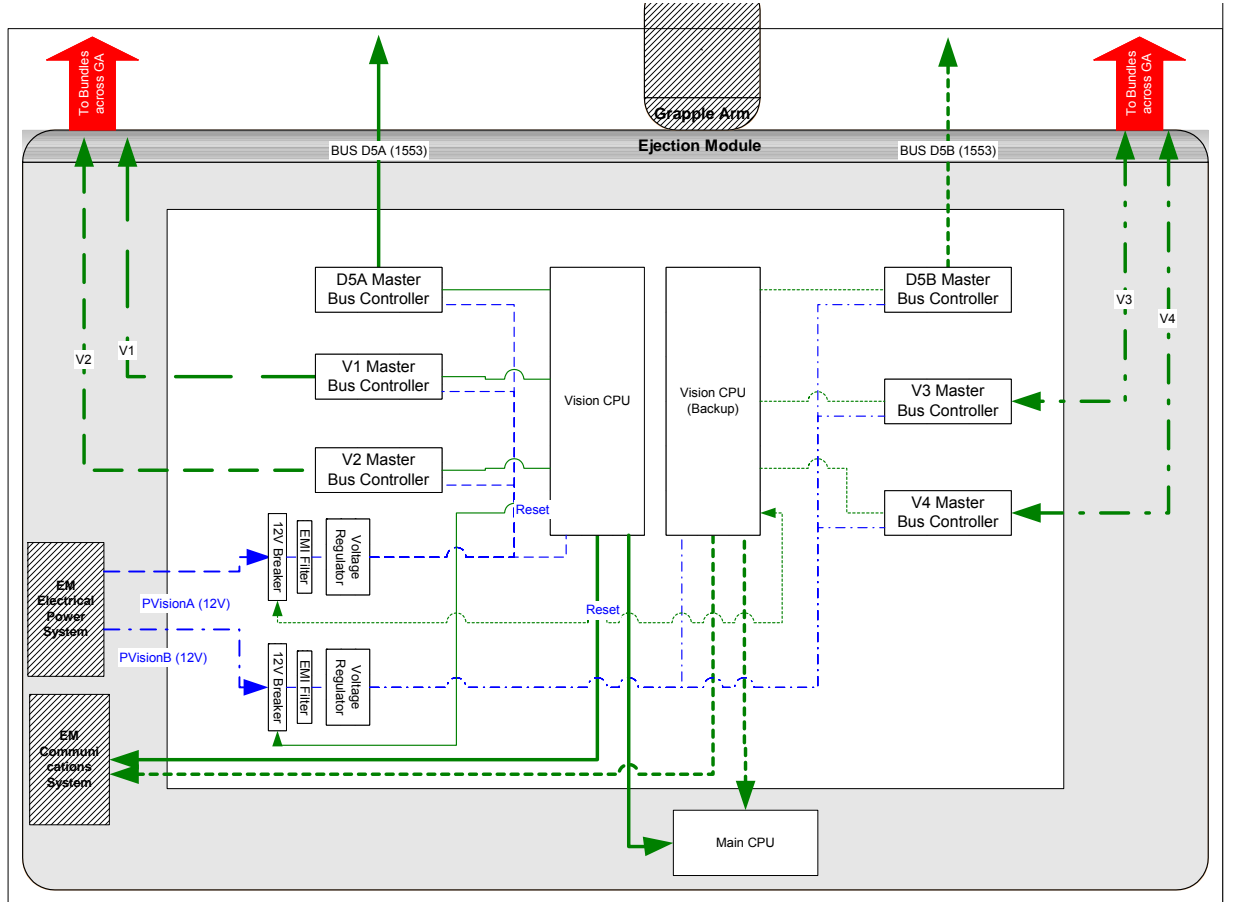 To Bundles
across GA
To Bundles
across GA
Grapple Arm
Ejection Module
BUS D5A (1553)
BUS D5B (1553)
D5A Master
Bus Controller
D5B Master
Bus Controller
V1
V2
V3
V4
V1 Master
Bus Controller
V2 Master
Bus Controller
Vision CPU
Vision CPU
(Backup)
V3 Master
Bus Controller
V4 Master
Bus Controller
Reset
12V Breaker
EMI Filter
Voltage
Regulator
EM
Electrical
Power
System
PVisionA (12V)
Reset
PVisionB (12V)
12V Breaker
EMI Filter
Voltage
Regulator
EM
Communi
cations
System
Main CPU